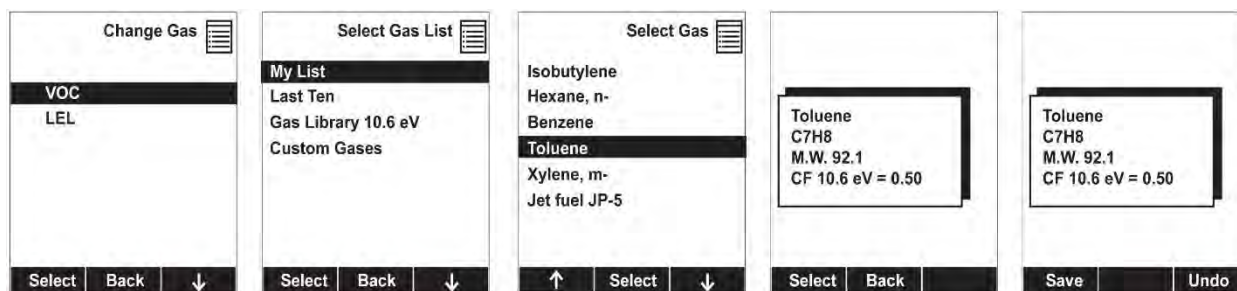 Change Gas
VOC
LEL
Select Back ↓
Select Gas List
My List
Last Ten
Gas Library 10.6 eV
Custom Gases
Select Back ↓
Select Gas
Isobutylene
Hexane, n-
Benzene
Toluene
Xylene, m-
Jet fuel JP-5
↑ Select ↓
Toluene
C7H8
M.W. 92.1
CF 10.6 eV = 0.50
Select Back
Toluene
C7H8
M.W. 92.1
CF 10.6 eV = 0.50
Save Undo